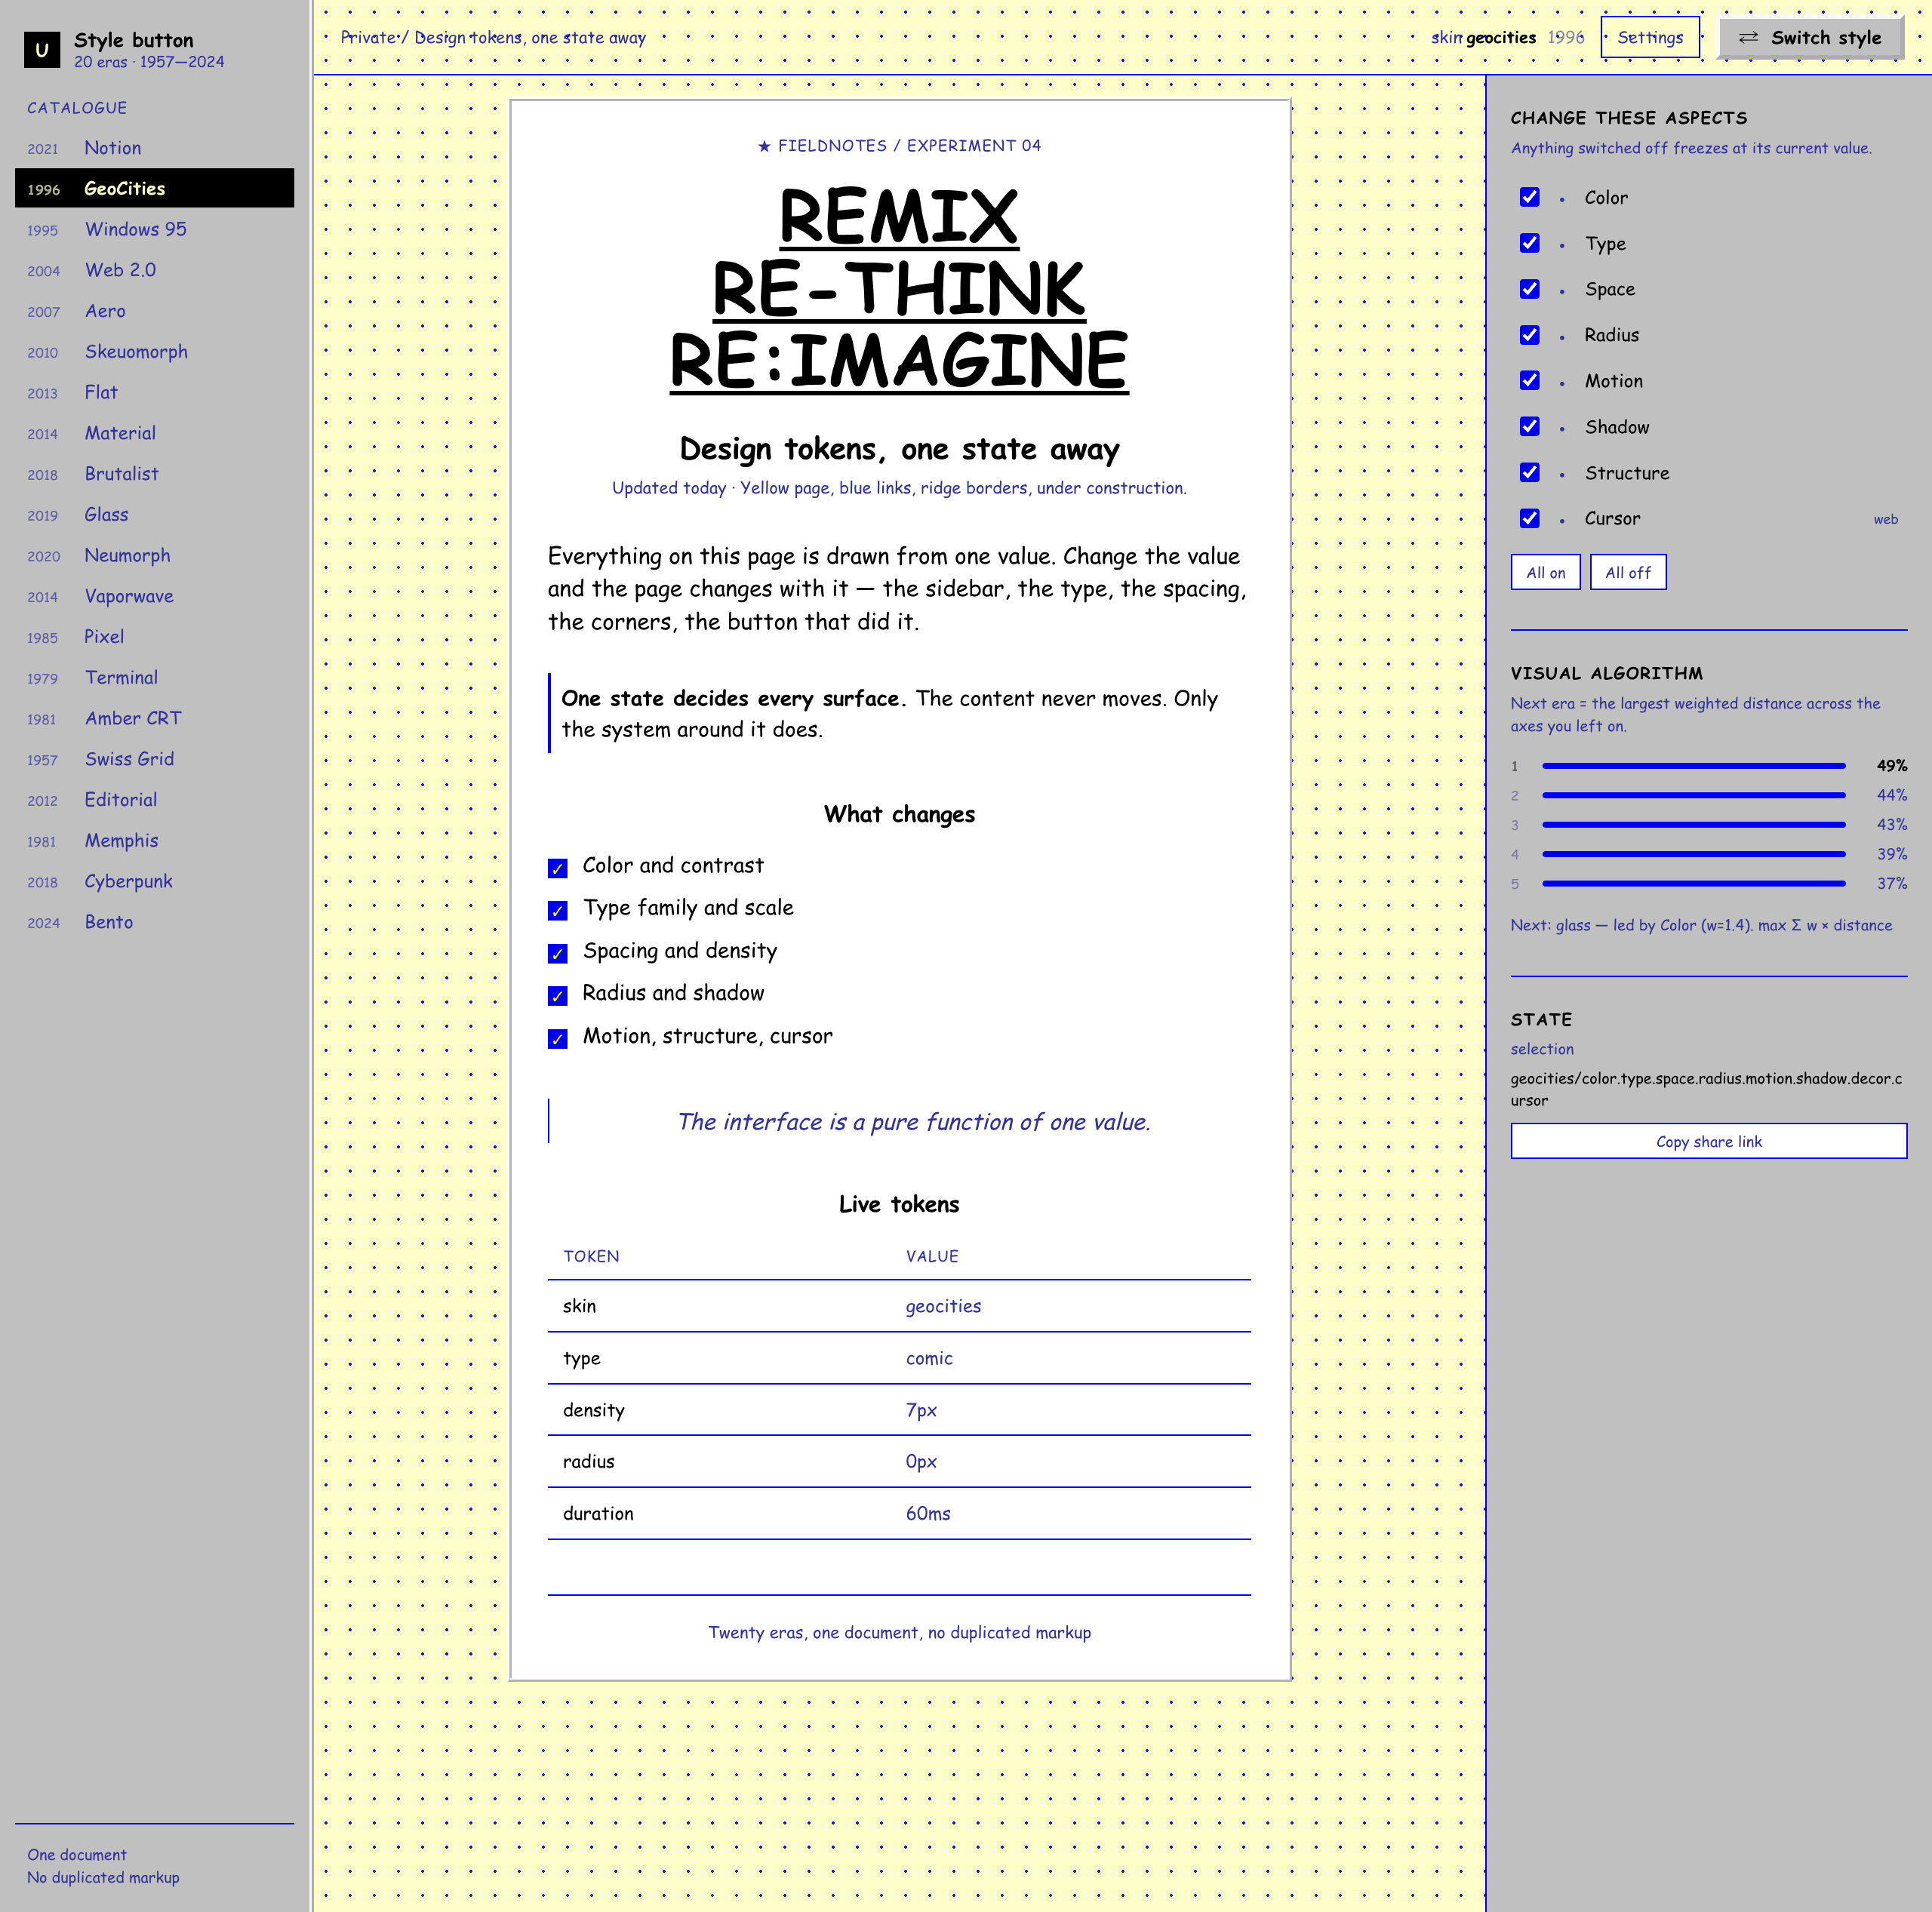 U
Style button
20 eras · 1957—2024
CATALOGUE
2021 Notion
1996 GeoCities
1995 Windows 95
2004 Web 2.0
2007 Aero
2010 Skeuomorph
2013 Flat
2014 Material
2018 Brutalist
2019 Glass
2020 Neumorph
2014 Vaporwave
1985 Pixel
1979 Terminal
1981 Amber CRT
1957 Swiss Grid
2012 Editorial
1981 Memphis
2018 Cyberpunk
2024 Bento
One document
No duplicated markup
Private / Design tokens, one state away
skin geocities 1996
Settings
⇄ Switch style
★ FIELDNOTES / EXPERIMENT 04
REMIX
RE-THINK
RE:IMAGINE
Design tokens, one state away
Updated today · Yellow page, blue links, ridge borders, under construction.
Everything on this page is drawn from one value. Change the value
and the page changes with it — the sidebar, the type, the spacing,
the corners, the button that did it.
One state decides every surface. The content never moves. Only
the system around it does.
What changes
✓ Color and contrast
✓ Type family and scale
✓ Spacing and density
✓ Radius and shadow
✓ Motion, structure, cursor
The interface is a pure function of one value.
Live tokens
TOKEN VALUE
skin geocities
type comic
density 7px
radius 0px
duration 60ms
Twenty eras, one document, no duplicated markup
CHANGE THESE ASPECTS
Anything switched off freezes at its current value.
Color
Type
Space
Radius
Motion
Shadow
Structure
Cursor web
All on
All off
VISUAL ALGORITHM
Next era = the largest weighted distance across the
axes you left on.
1 49%
2 44%
3 43%
4 39%
5 37%
Next: glass — led by Color (w=1.4). max Σ w × distance
STATE
selection
geocities/color.type.space.radius.motion.shadow.decor.c
ursor
Copy share link